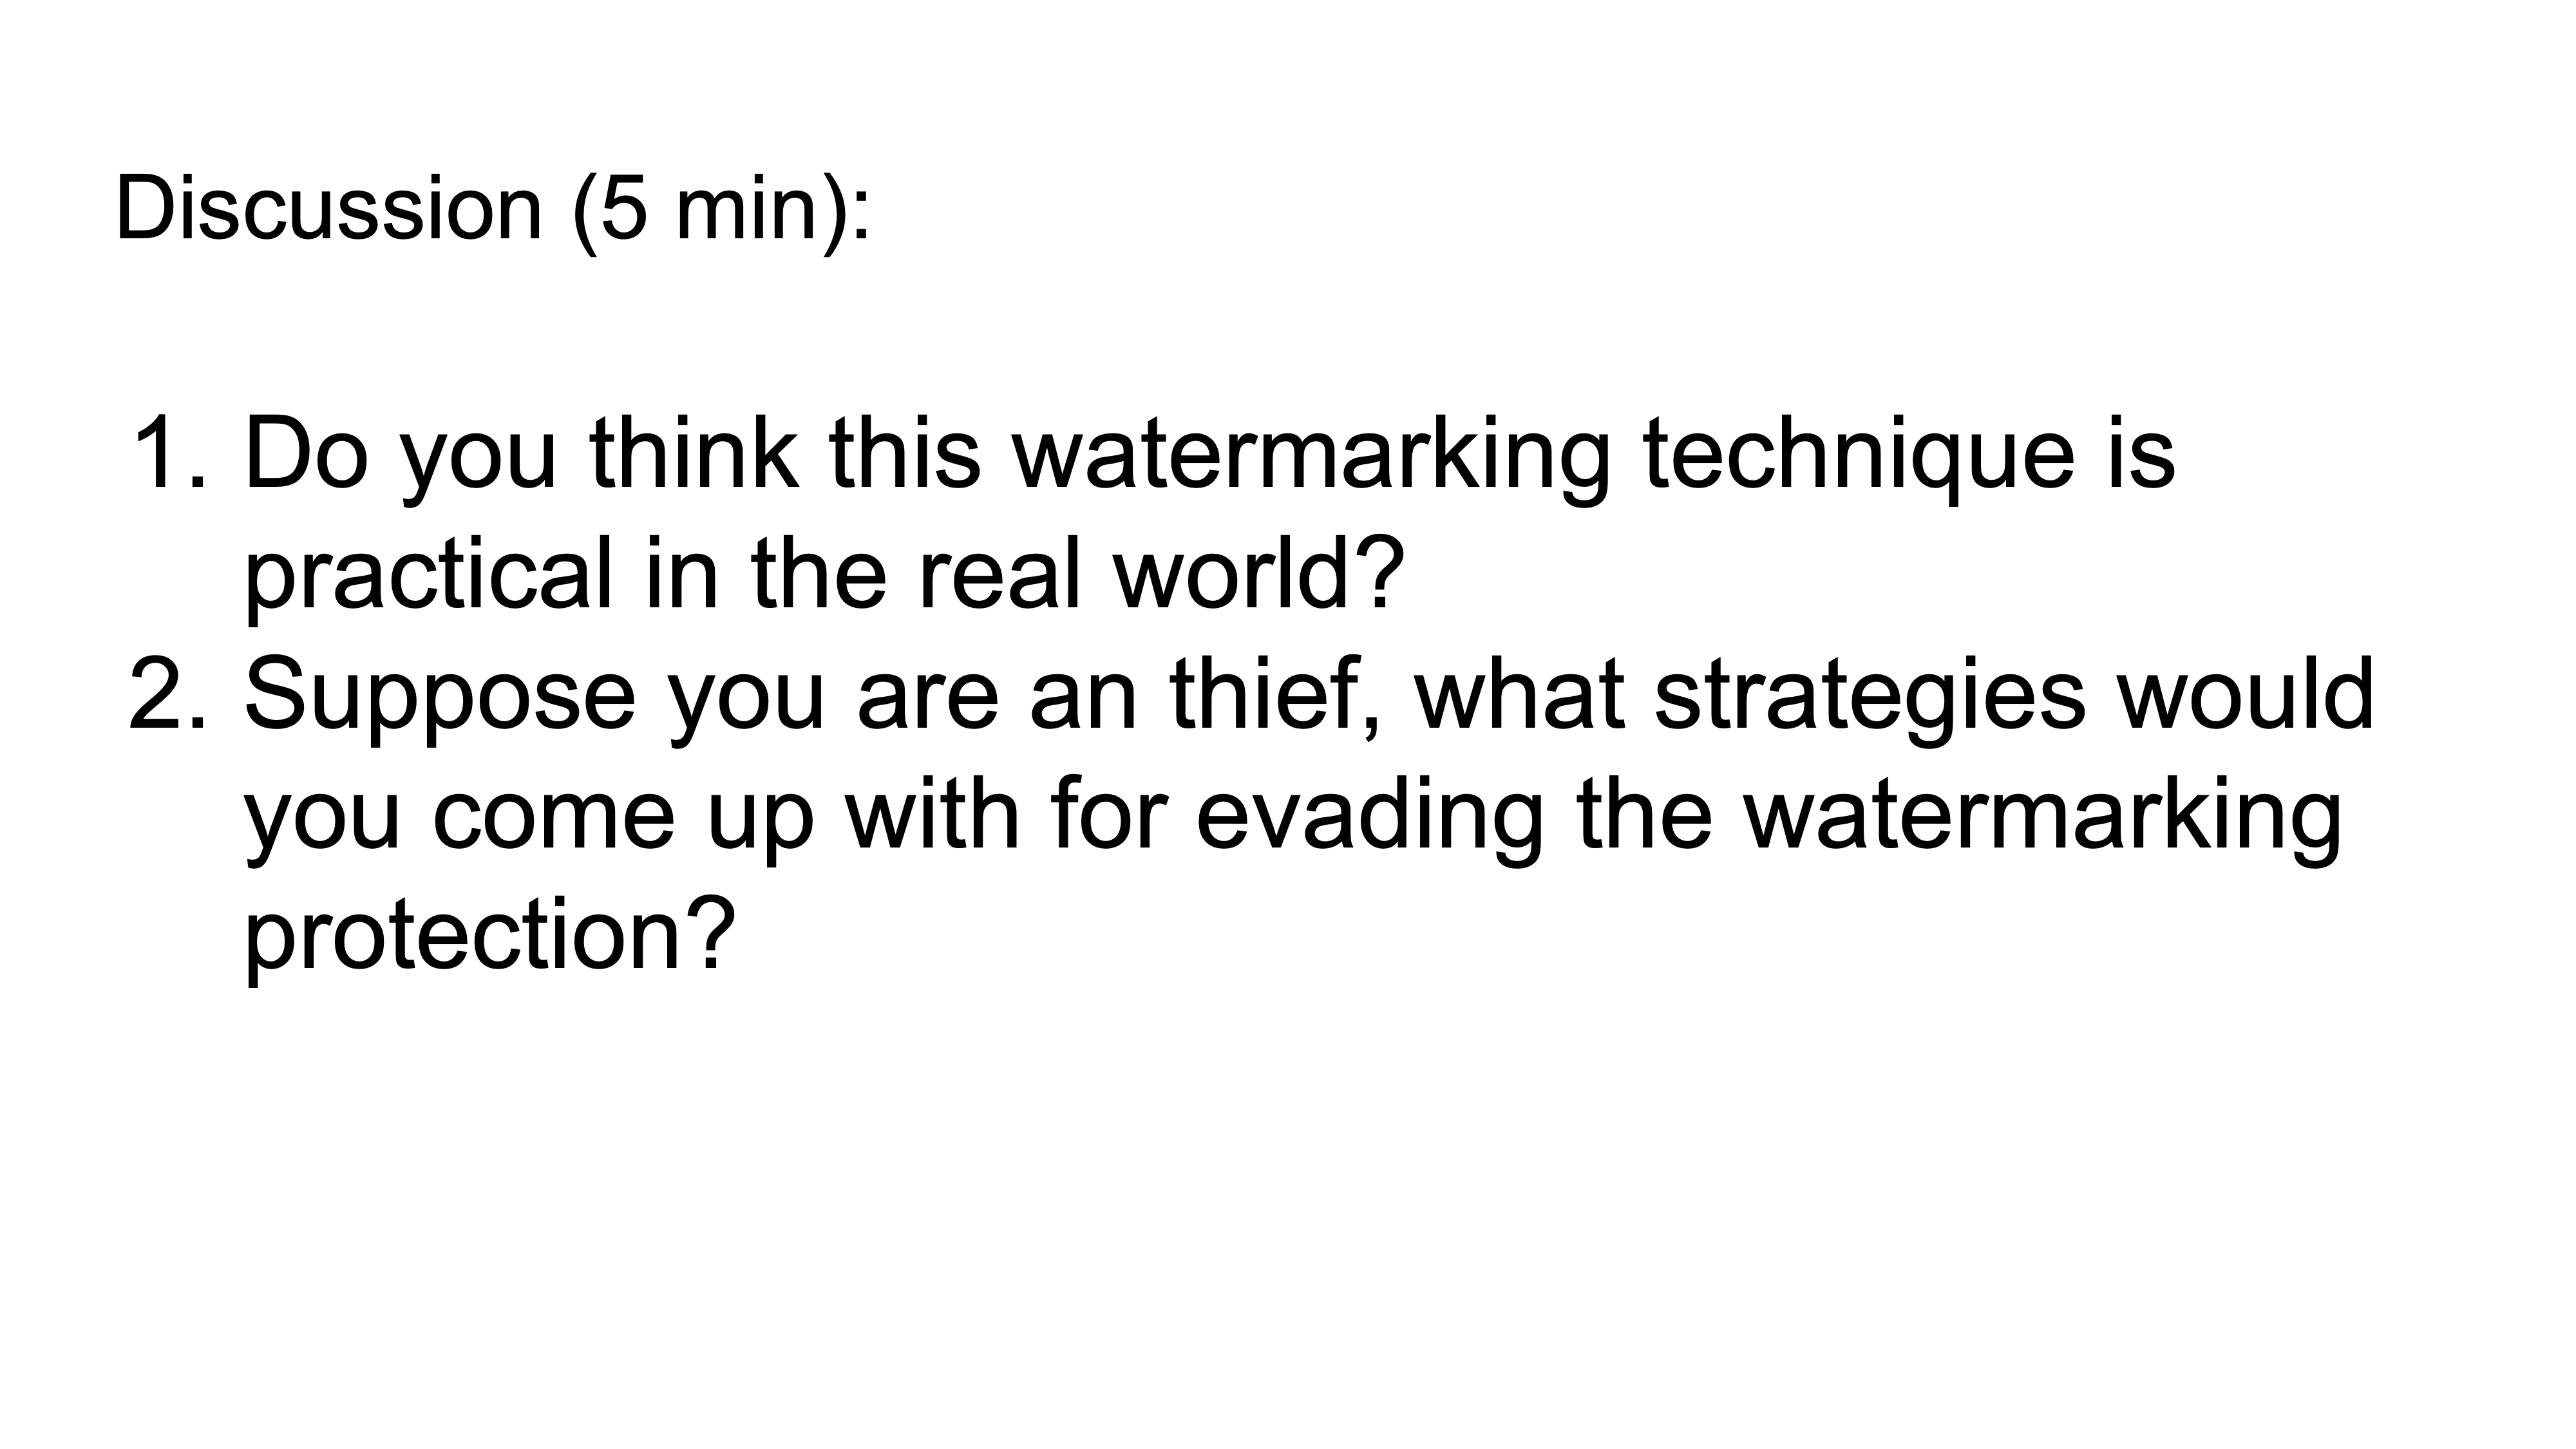 Discussion (5 min):
1. Do you think this watermarking technique is
practical in the real world?
2. Suppose you are an thief, what strategies would
you come up with for evading the watermarking
protection?